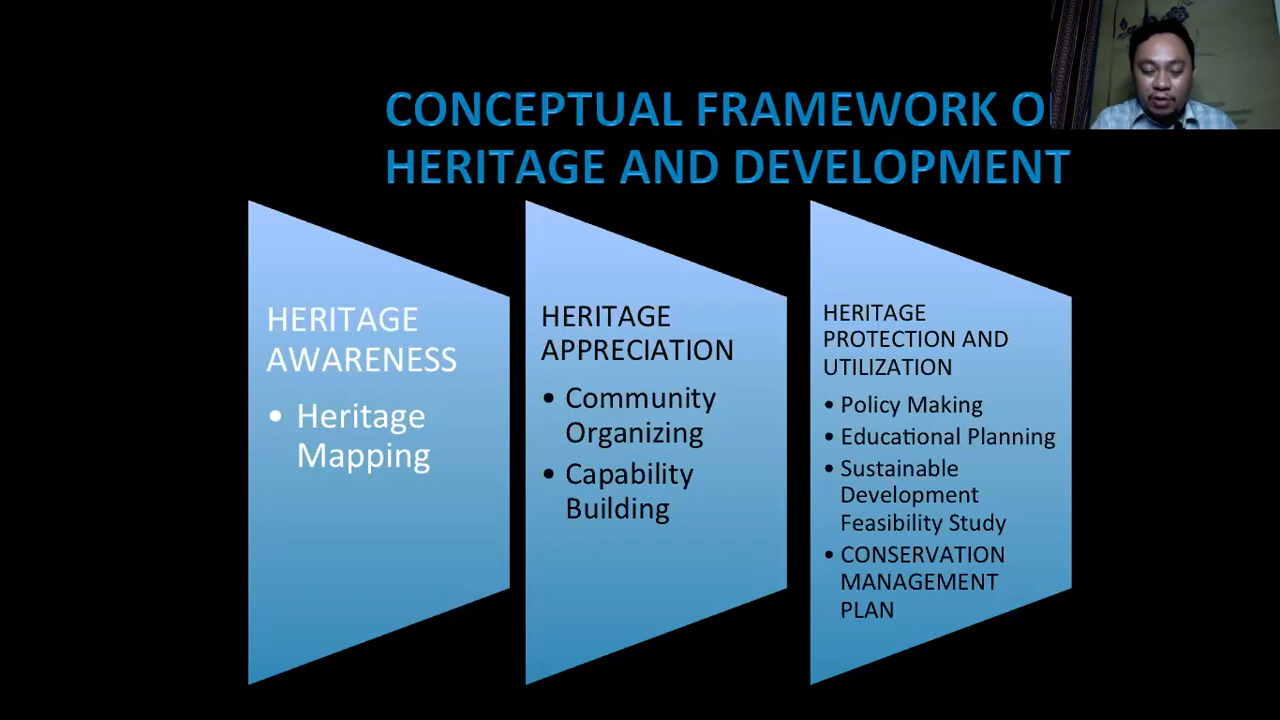 CONCEPTUAL FRAMEWORK O
HERITAGE AND DEVELOPMENT
HERITAGE
AWARENESS
• Heritage
Mapping
HERITAGE
APPRECIATION
• Community
Organizing
• Capability
Building
HERITAGE
PROTECTION AND
UTILIZATION
• Policy Making
• Educational Planning
• Sustainable
Development
Feasibility Study
• CONSERVATION
MANAGEMENT
PLAN